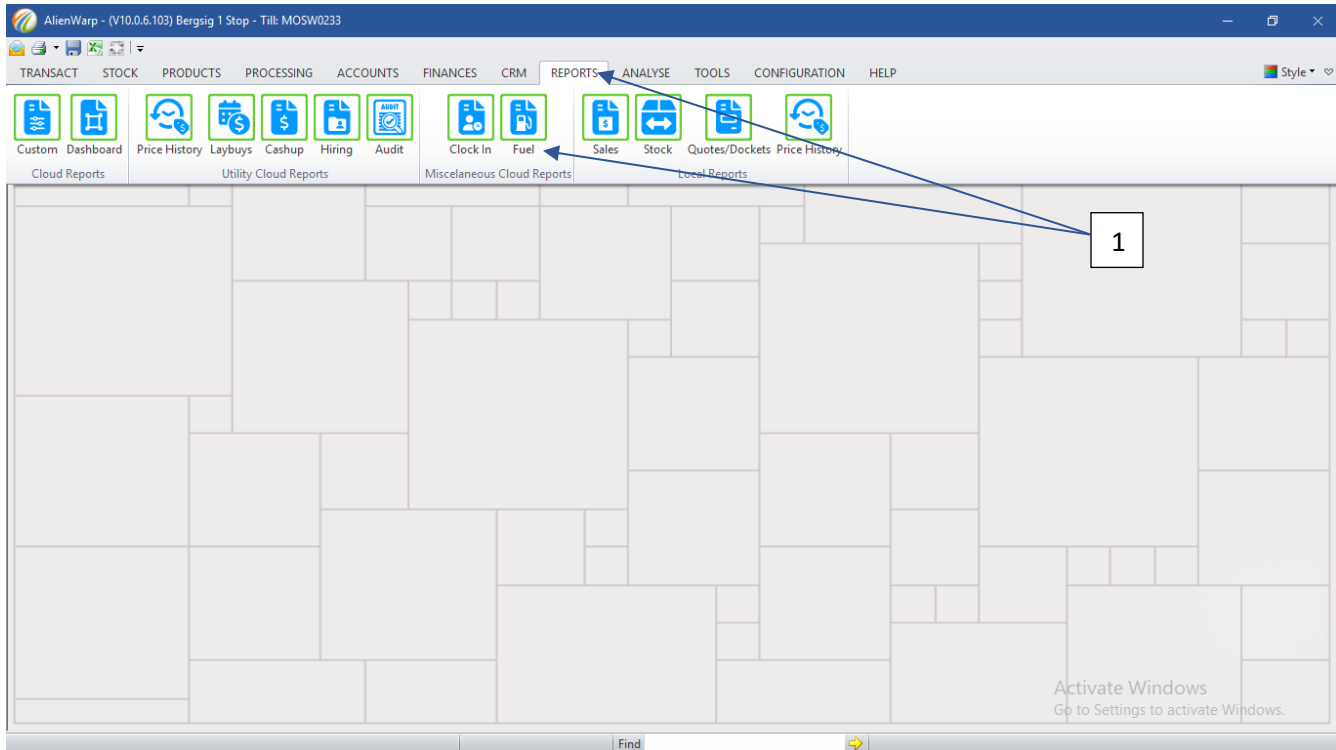 AlienWarp - (V10.0.6.103) Bergsig 1 Stop - Till: MOSW0233
TRANSACT STOCK PRODUCTS PROCESSING ACCOUNTS FINANCES CRM REPORTS ANALYSE TOOLS CONFIGURATION HELP Style
AUDIT
Custom Dashboard Price History Laybuys Cashup Hiring Audit Clock In Fuel Sales Stock Quotes/Dockets Price History
Cloud Reports Utility Cloud Reports Miscelaneous Cloud Reports Local Reports
1
Activate Windows
Go to Settings to activate Windows.
Find